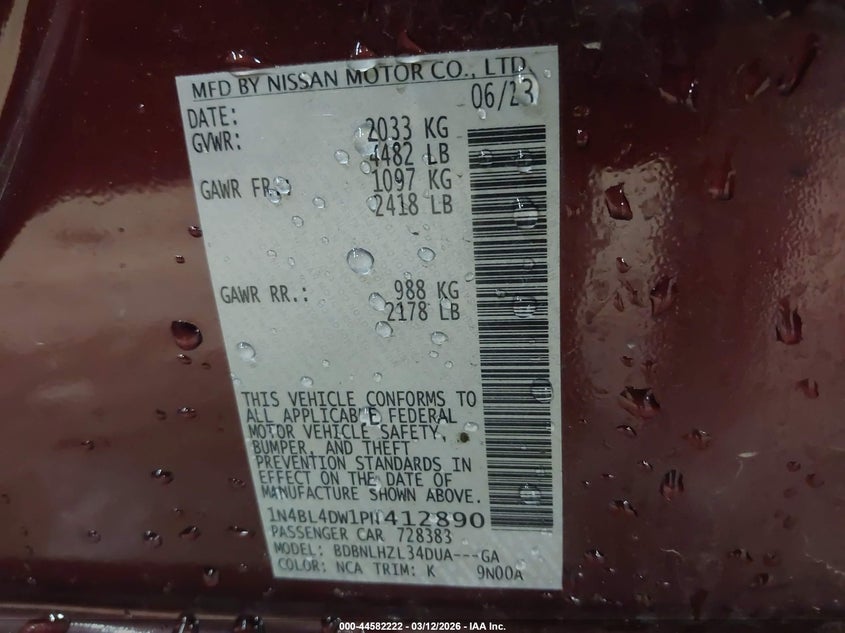 MFD BY NISSAN MOTOR CO., LTD.
DATE: 06/23
GVWR: 2033 KG
4482 LB
GAWR FR.: 1097 KG
2418 LB
GAWR RR.: 988 KG
2178 LB
THIS VEHICLE CONFORMS TO
ALL APPLICABLE FEDERAL
MOTOR VEHICLE SAFETY,
BUMPER, AND THEFT
PREVENTION STANDARDS IN
EFFECT ON THE DATE OF
MANUFACTURE SHOWN ABOVE.
1N4BL4DW1PN412890
PASSENGER CAR 728383
MODEL: BDBNLHZL34DUA---GA
COLOR: NCA TRIM: K 9N00A
000-44582222 - 03/12/2026 - IAA Inc.